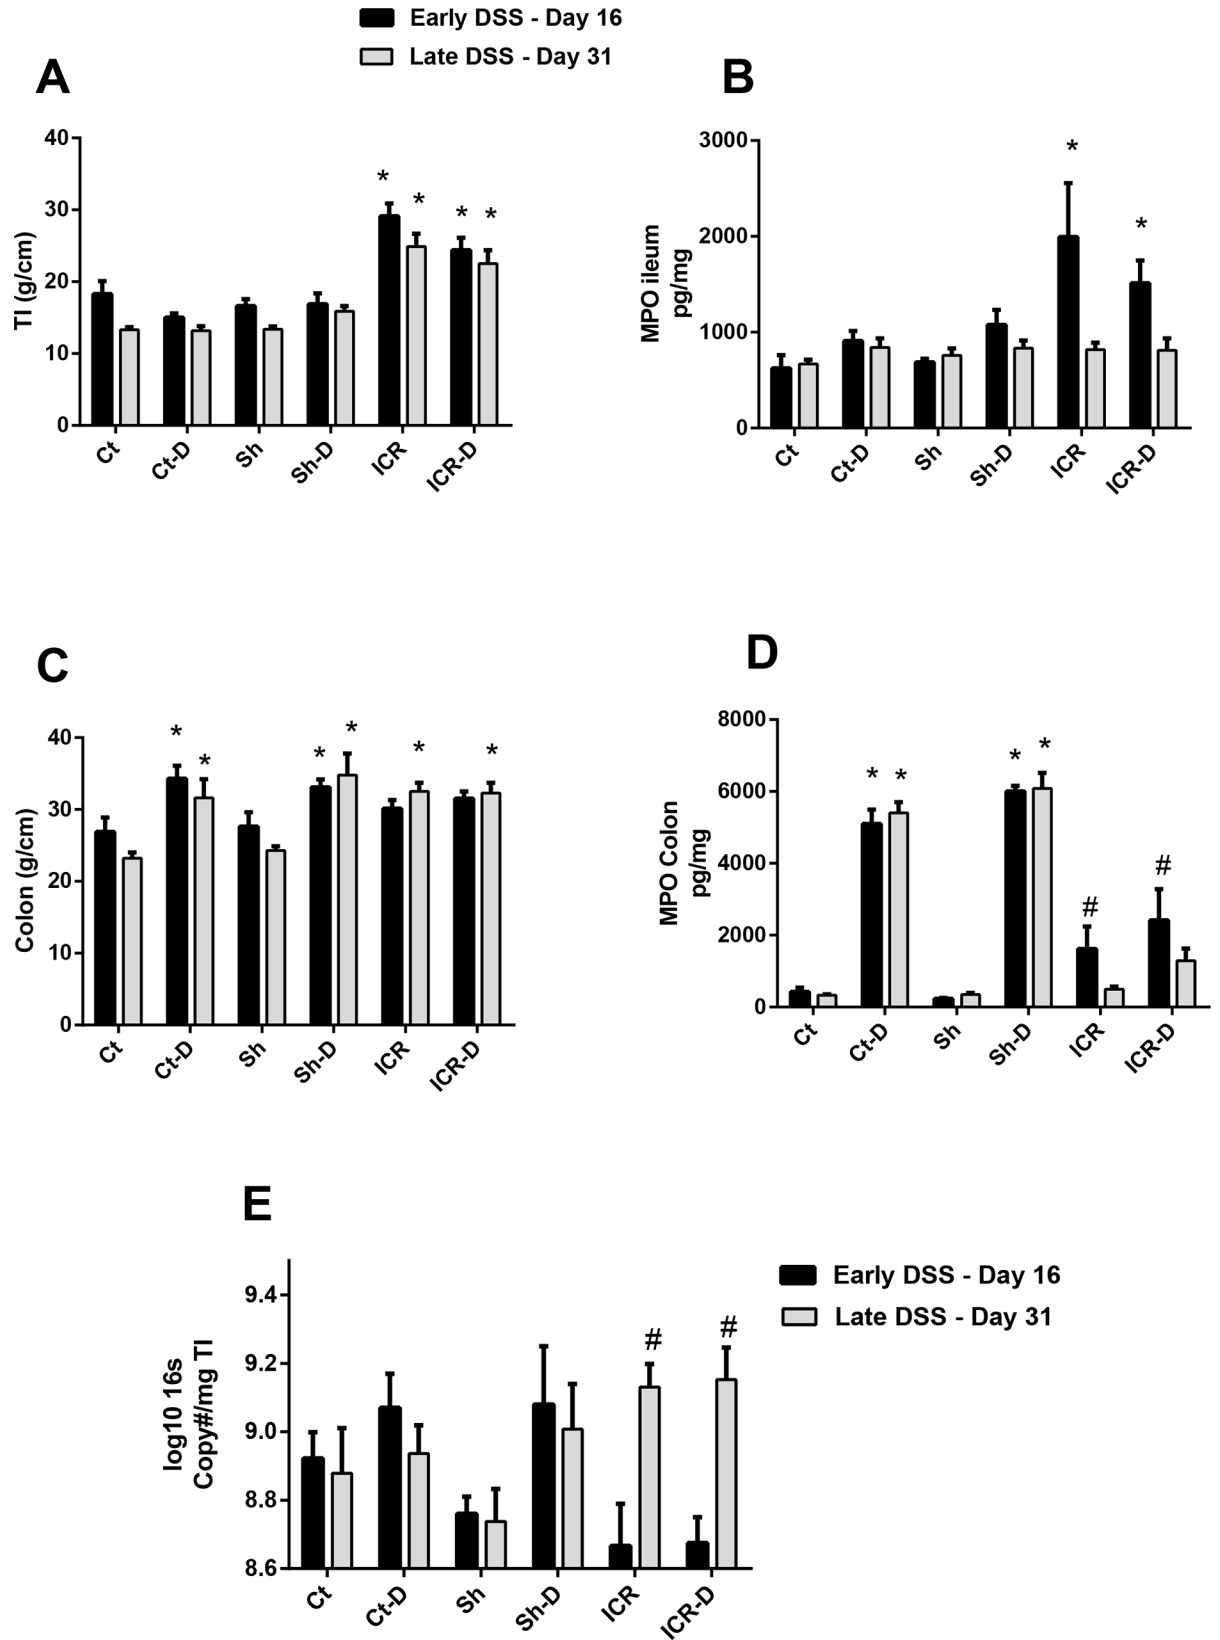 Early DSS - Day 16
Late DSS - Day 31
A
B
40
30
20
10
0
TI (g/cm)
*
*
*
*
Ct
Ct-D
Sh
Sh-D
ICR
ICR-D
3000
2000
1000
0
MPO ileum
pg/mg
*
*
Ct
Ct-D
Sh
Sh-D
ICR
ICR-D
C
D
40
30
20
10
0
Colon (g/cm)
*
*
*
*
*
*
Ct
Ct-D
Sh
Sh-D
ICR
ICR-D
8000
6000
4000
2000
0
MPO Colon
pg/mg
*
*
*
*
#
#
Ct
Ct-D
Sh
Sh-D
ICR
ICR-D
E
Early DSS - Day 16
Late DSS - Day 31
9.4
9.2
9.0
8.8
8.6
log10 16s
Copy#/mg TI
#
#
Ct
Ct-D
Sh
Sh-D
ICR
ICR-D